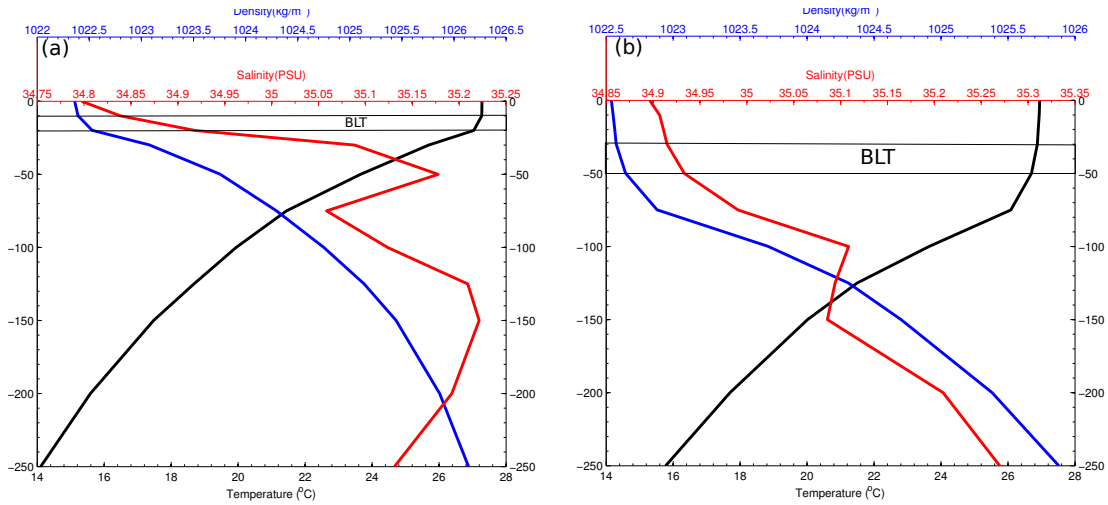 Density(kg/m⁻³)
1022 1022.5 1023 1023.5 1024 1024.5 1025 1025.5 1026 1026.5
(a)
Salinity(PSU)
34.75 34.8 34.85 34.9 34.95 35 35.05 35.1 35.15 35.2 35.25
0 0
BLT
−50 −50
−100 −100
−150 −150
−200 −200
−250 −250
14 16 18 20 22 24 26 28
Temperature (°C)
Density(kg/m⁻³)
1022.5 1023 1023.5 1024 1024.5 1025 1025.5 1026
(b)
Salinity(PSU)
34.85 34.9 34.95 35 35.05 35.1 35.15 35.2 35.25 35.3 35.35
0 0
BLT
−50 −50
−100 −100
−150 −150
−200 −200
−250 −250
14 16 18 20 22 24 26 28
Temperature (°C)